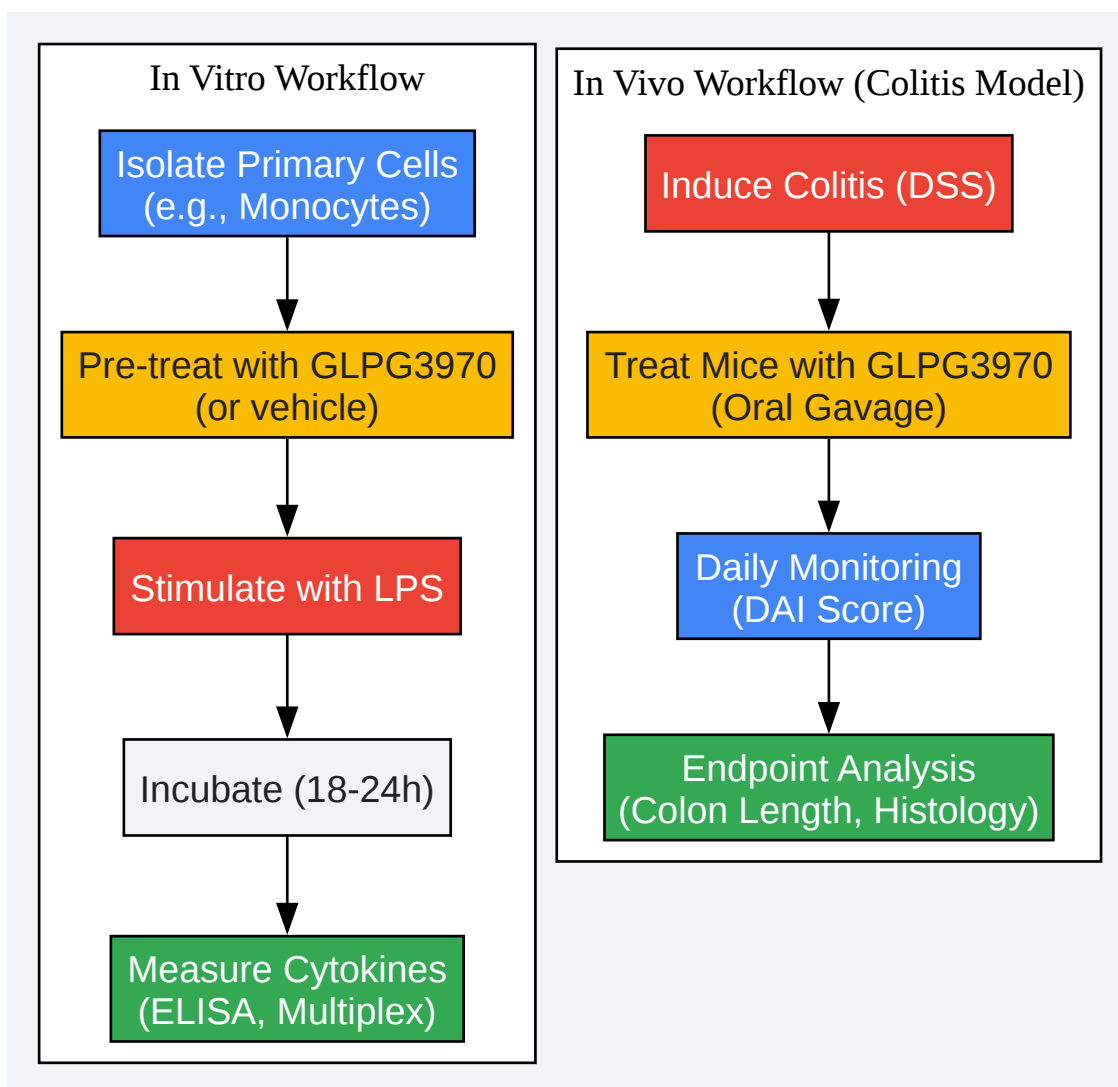 In Vitro Workflow
Isolate Primary Cells
(e.g., Monocytes)
Pre-treat with GLPG3970
(or vehicle)
Stimulate with LPS
Incubate (18-24h)
Measure Cytokines
(ELISA, Multiplex)
In Vivo Workflow (Colitis Model)
Induce Colitis (DSS)
Treat Mice with GLPG3970
(Oral Gavage)
Daily Monitoring
(DAI Score)
Endpoint Analysis
(Colon Length, Histology)